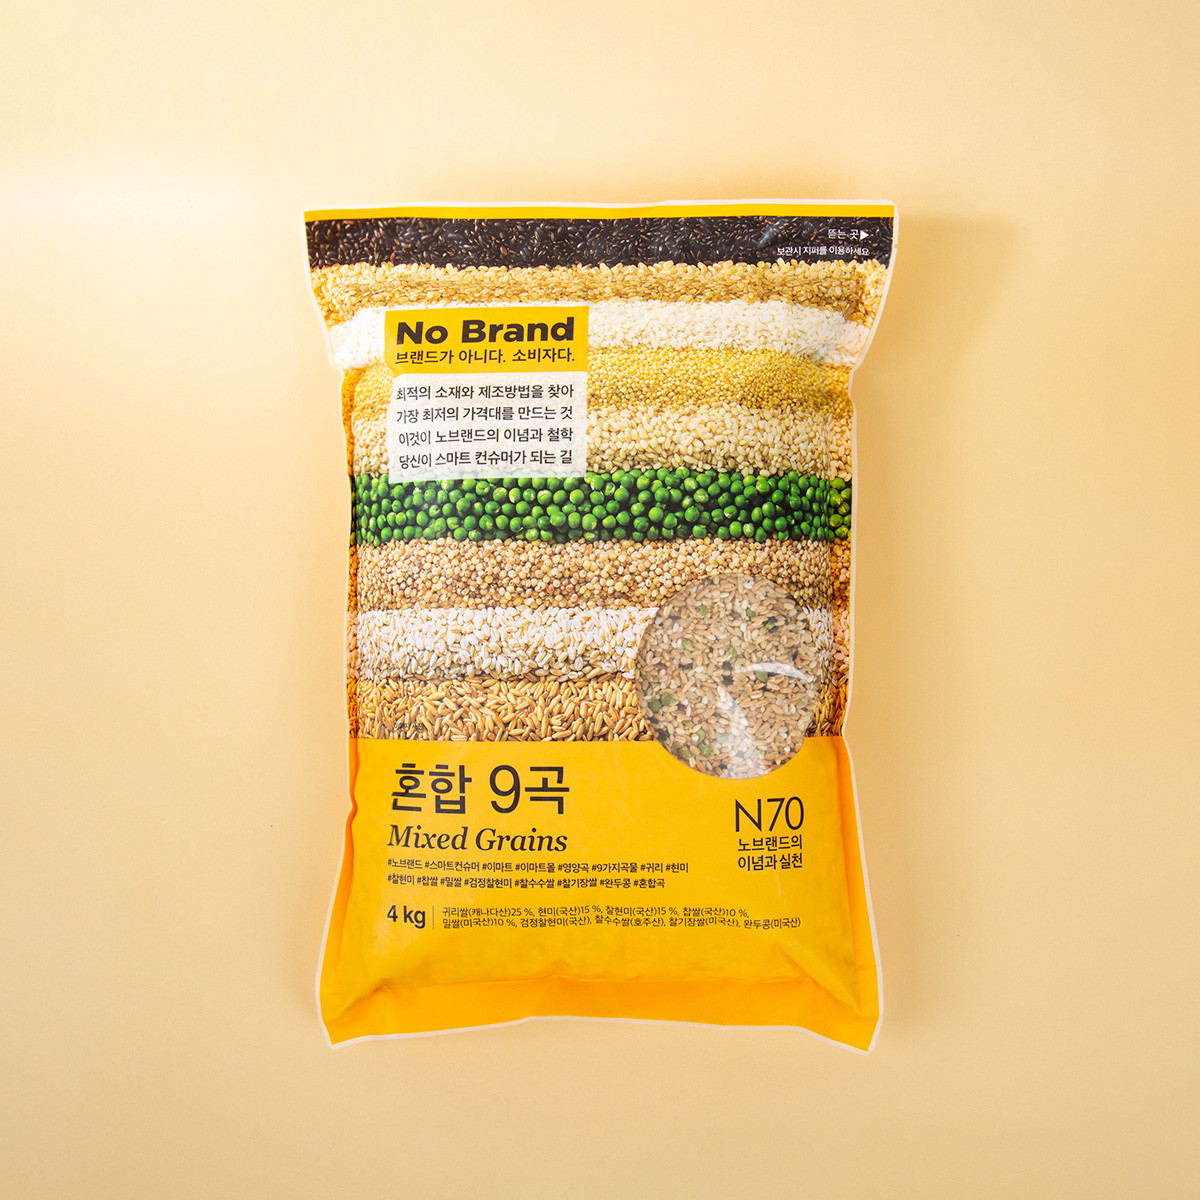 뜯는 곳▶
보관시 지퍼를 이용하세요
No Brand
브랜드가 아니다. 소비자다.
최적의 소재와 제조방법을 찾아
가장 최저의 가격대를 만드는 것
이것이 노브랜드의 이념과 철학
당신이 스마트 컨슈머가 되는 길
혼합 9곡
Mixed Grains
#노브랜드 #스마트컨슈머 #이마트 #이마트몰 #영양곡 #9가지곡물 #귀리 #현미
#찰현미 #찹쌀 #밀쌀 #검정찰현미 #찰수수쌀 #찰기장쌀 #완두콩 #혼합곡
4 kg
귀리쌀(캐나다산)25 %, 현미(국산)15 %, 찰현미(국산)15 %, 찹쌀(국산)10 %,
밀쌀(미국산)10 %, 검정찰현미(국산), 찰수수쌀(호주산), 찰기장쌀(미국산), 완두콩(미국산)
N70
노브랜드의
이념과 실천